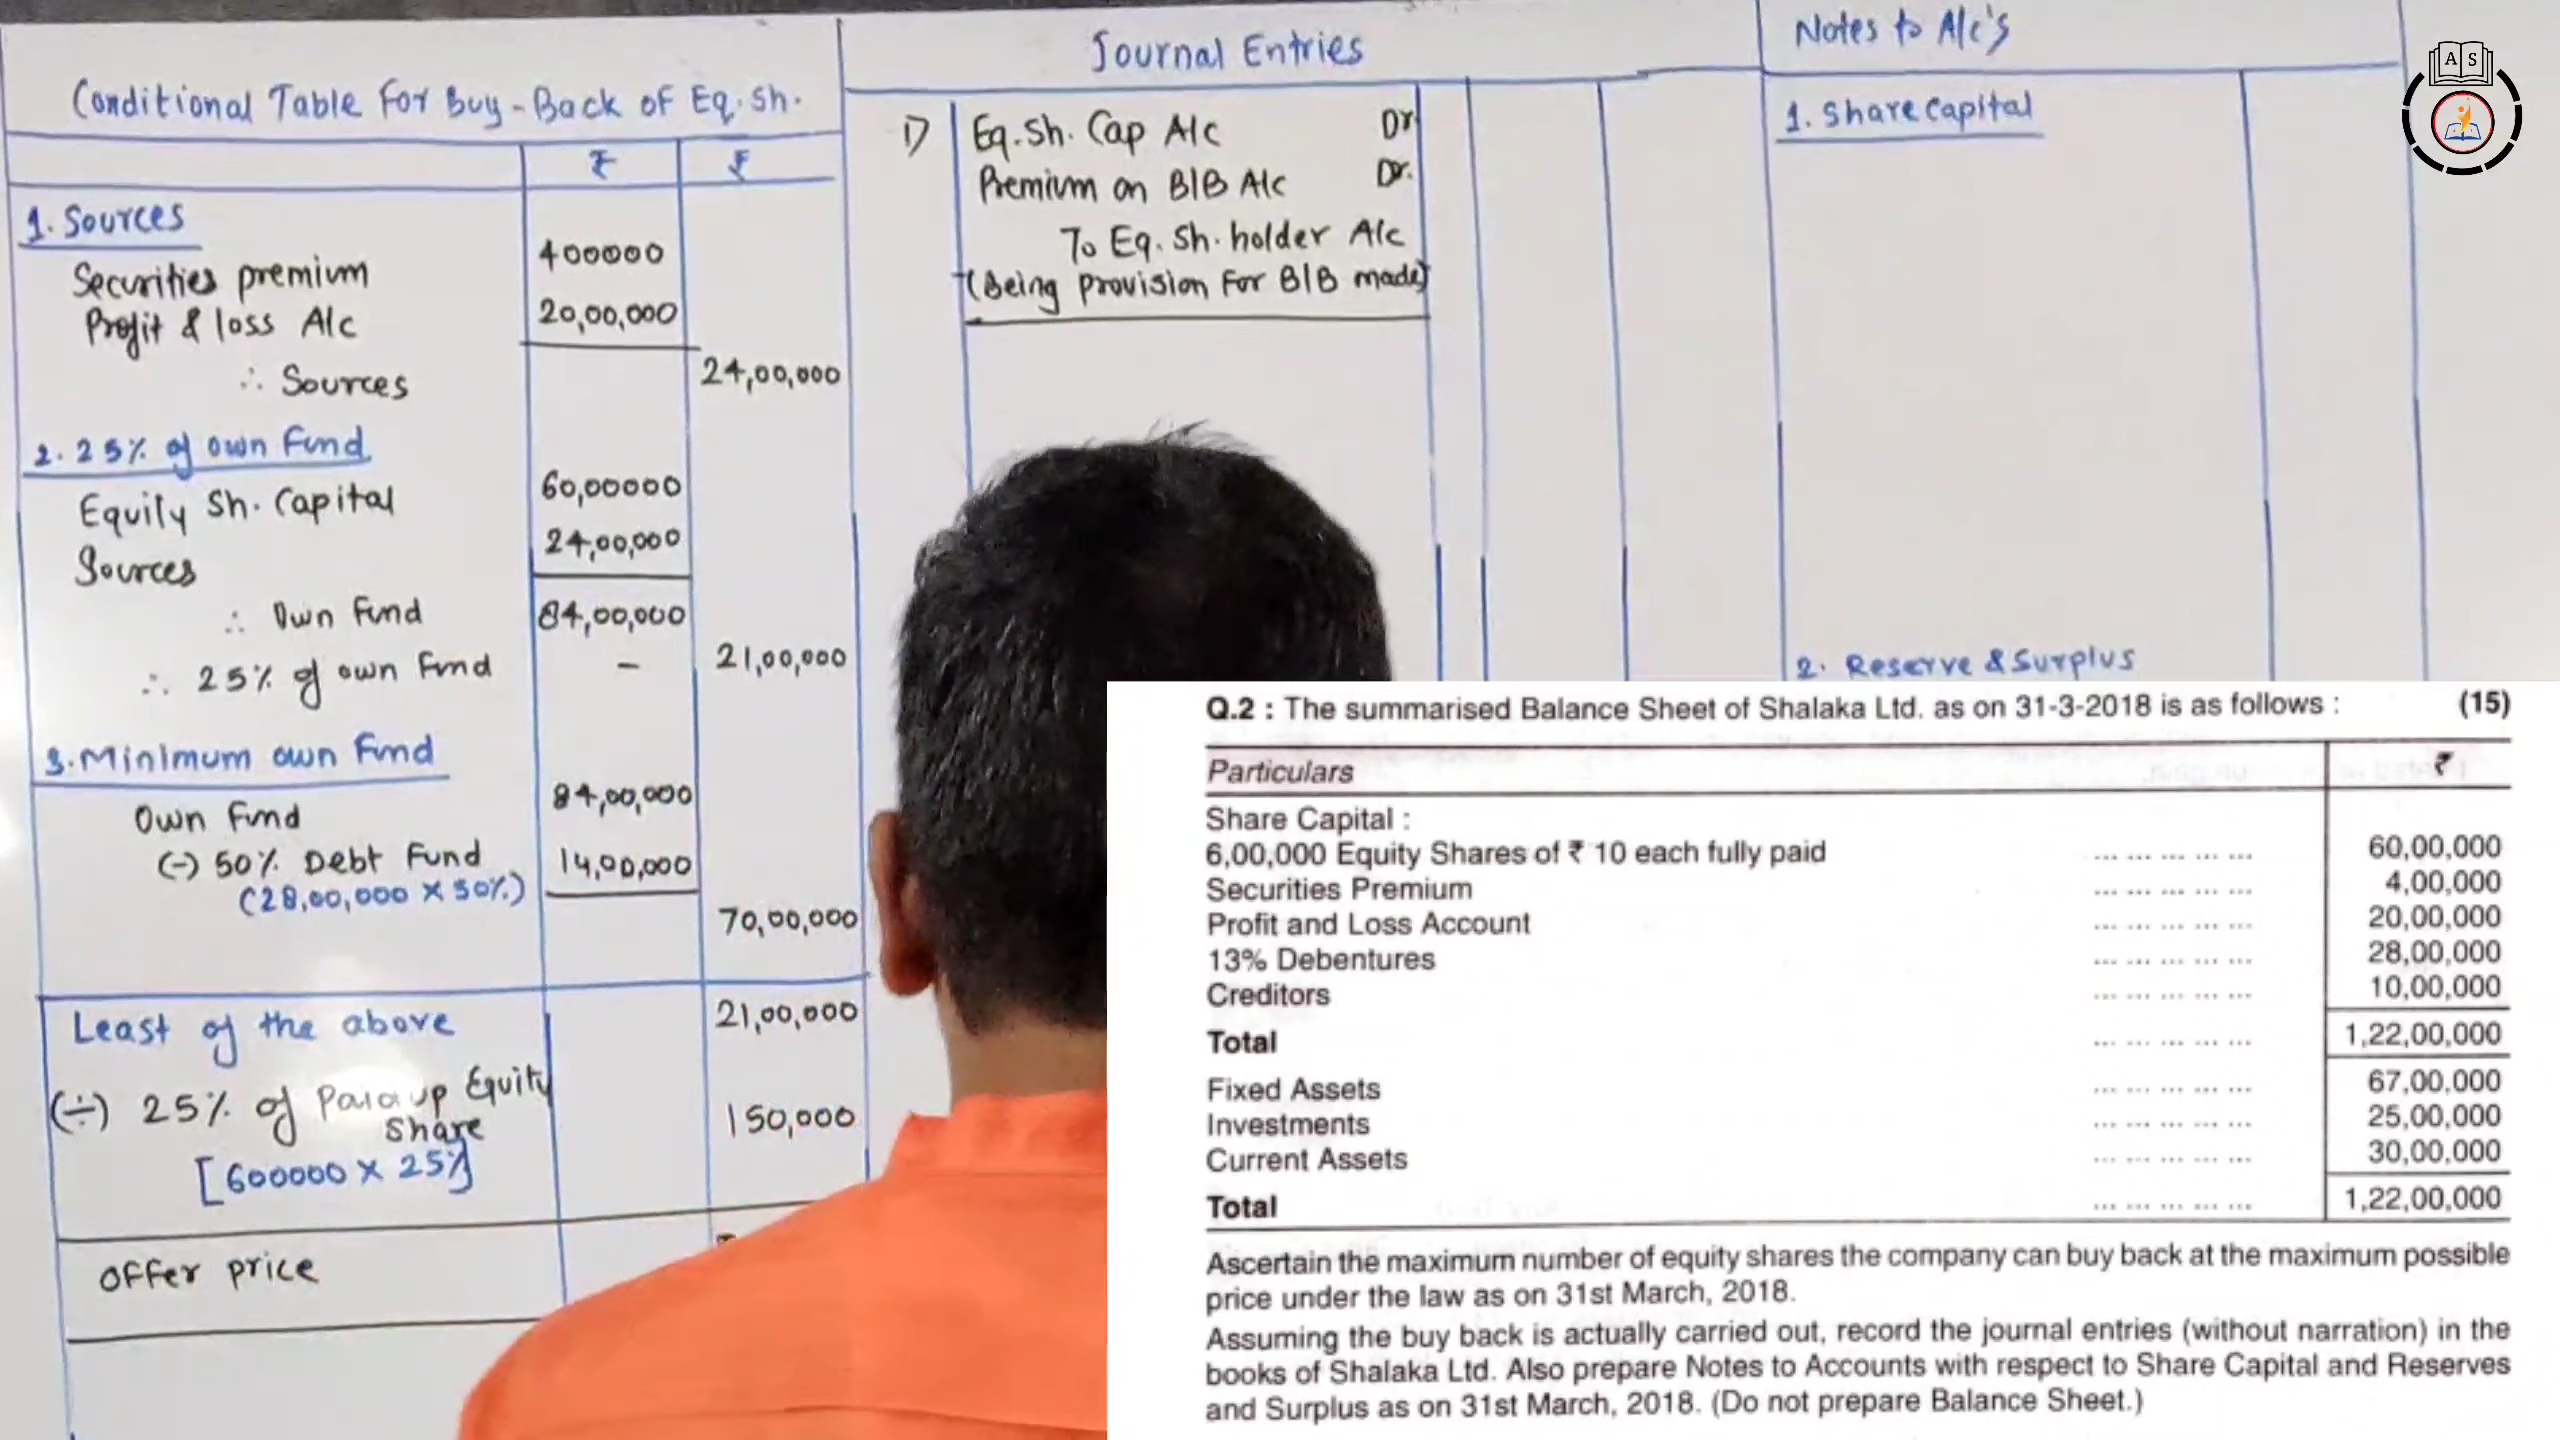 Conditional Table For Buy-Back of Eq. Sh.
₹ ₹
1. Sources
Securities premium 400000
Profit & loss A/c 20,00,000
∴ Sources 24,00,000
2. 25% of own Fund
Equity Sh. Capital 60,00000
Sources 24,00,000
∴ Own Fund 84,00,000
∴ 25% of own Fund – 21,00,000
3. Minimum own Fund
Own Fund 84,00,000
(-) 50% Debt Fund 14,00,000
(28,00,000 X 50%)
70,00,000
Least of the above 21,00,000
(÷) 25% of Paid up Equity
Share 150,000
[600000 X 25%]
Offer price
Journal Entries
1) Eq. Sh. Cap A/c Dr
Premium on B/B A/c Dr.
To Eq. Sh. holder A/c
(Being provision For B/B made)
Notes to A/c's
1. Share Capital
2. Reserve & Surplus
A S
Q.2 : The summarised Balance Sheet of Shalaka Ltd. as on 31-3-2018 is as follows : (15)
Particulars ₹
Share Capital :
6,00,000 Equity Shares of ₹ 10 each fully paid ... ... ... ... ... 60,00,000
Securities Premium ... ... ... ... ... 4,00,000
Profit and Loss Account ... ... ... ... ... 20,00,000
13% Debentures ... ... ... ... ... 28,00,000
Creditors ... ... ... ... ... 10,00,000
Total ... ... ... ... ... 1,22,00,000
Fixed Assets ... ... ... ... ... 67,00,000
Investments ... ... ... ... ... 25,00,000
Current Assets ... ... ... ... ... 30,00,000
Total ... ... ... ... ... 1,22,00,000
Ascertain the maximum number of equity shares the company can buy back at the maximum possible
price under the law as on 31st March, 2018.
Assuming the buy back is actually carried out, record the journal entries (without narration) in the
books of Shalaka Ltd. Also prepare Notes to Accounts with respect to Share Capital and Reserves
and Surplus as on 31st March, 2018. (Do not prepare Balance Sheet.)